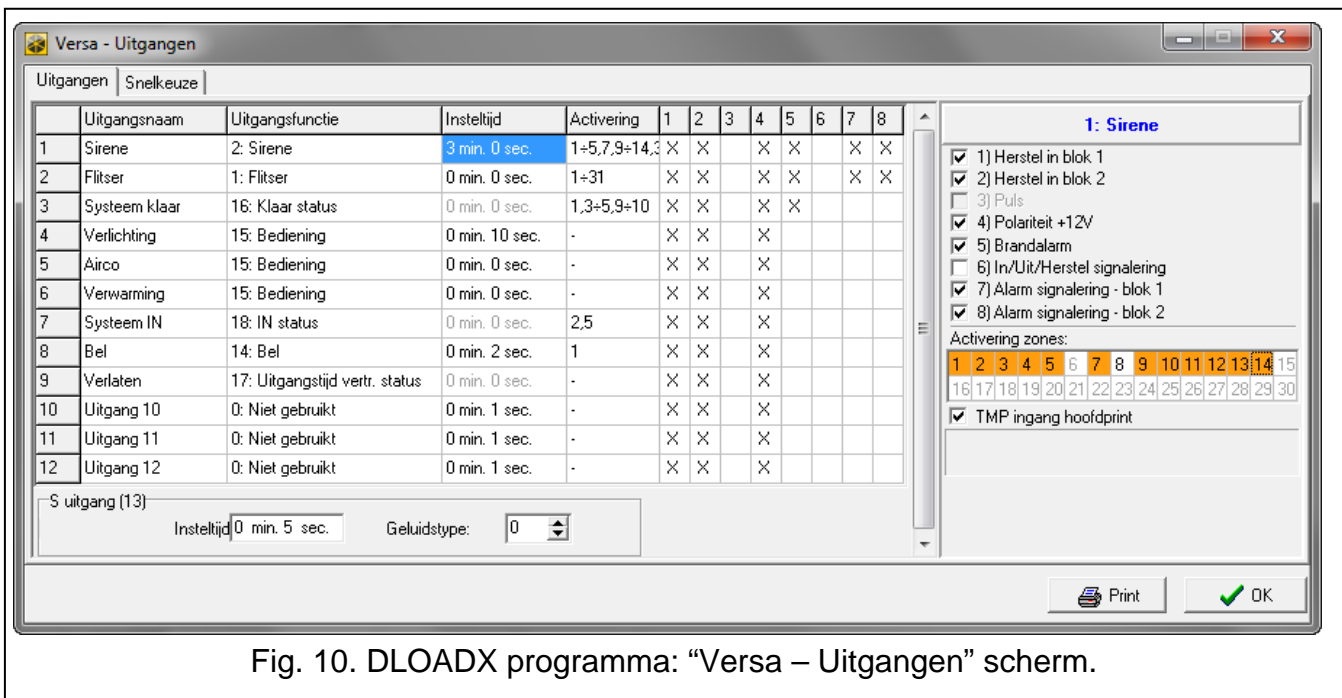 Versa - Uitgangen
Uitgangen Snelkeuze
Uitgangsnaam Uitgangsfunctie Insteltijd Activering 1 2 3 4 5 6 7 8
1 Sirene 2: Sirene 3 min. 0 sec. 1÷5,7,9÷14,3 X X X X X X
2 Flitser 1: Flitser 0 min. 0 sec. 1÷31 X X X X X X
3 Systeem klaar 16: Klaar status 0 min. 0 sec. 1,3÷5,9÷10 X X X X
4 Verlichting 15: Bediening 0 min. 10 sec. - X X X
5 Airco 15: Bediening 0 min. 0 sec. - X X X
6 Verwarming 15: Bediening 0 min. 0 sec. - X X X
7 Systeem IN 18: IN status 0 min. 0 sec. 2,5 X X X
8 Bel 14: Bel 0 min. 2 sec. 1 X X X
9 Verlaten 17: Uitgangstijd vertr. status 0 min. 0 sec. - X X X
10 Uitgang 10 0: Niet gebruikt 0 min. 1 sec. - X X X
11 Uitgang 11 0: Niet gebruikt 0 min. 1 sec. - X X X
12 Uitgang 12 0: Niet gebruikt 0 min. 1 sec. - X X X
S uitgang (13)
Insteltijd 0 min. 5 sec. Geluidstype: 0
1: Sirene
1) Herstel in blok 1
2) Herstel in blok 2
3) Puls
4) Polariteit +12V
5) Brandalarm
6) In/Uit/Herstel signalering
7) Alarm signalering - blok 1
8) Alarm signalering - blok 2
Activering zones:
1 2 3 4 5 6 7 8 9 10 11 12 13 14 15
16 17 18 19 20 21 22 23 24 25 26 27 28 29 30
TMP ingang hoofdprint
Print OK
Fig. 10. DLOADX programma: “Versa – Uitgangen” scherm.